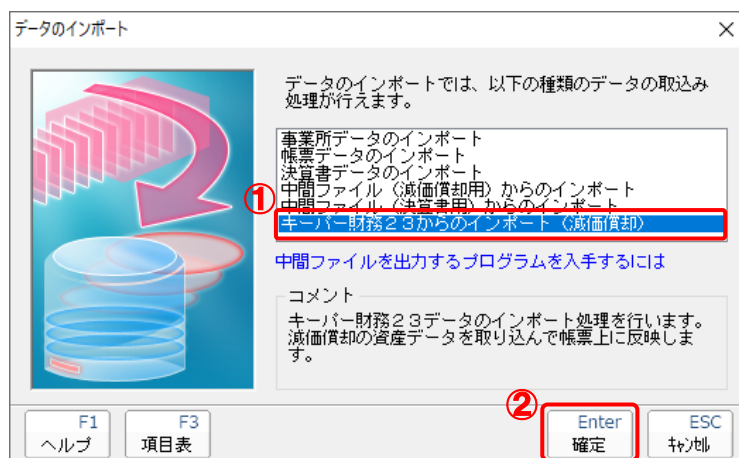 データのインポート
データのインポートでは、以下の種類のデータの取込み
処理が行えます。
事業所データのインポート
帳票データのインポート
決算書データのインポート
中間ファイル（減価償却用）からのインポート
中間ファイル（決算書用）からのインポート
①
キーパー財務２３からのインポート（減価償却）
中間ファイルを出力するプログラムを入手するには
コメント
キーパー財務２３データのインポート処理を行います。
減価償却の資産データを取り込んで帳票上に反映しま
す。
②
F1
ヘルプ
F3
項目表
Enter
確定
ESC
ｷｬﾝｾﾙ